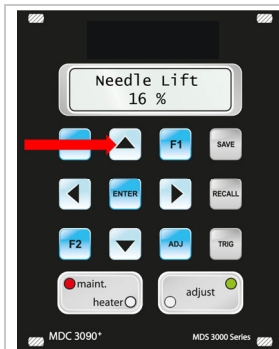 Needle Lift
16 %
F1
SAVE
ENTER
RECALL
F2
ADJ
TRIG
maint.
heater
adjust
MDC 3090⁺
MDS 3000 Series